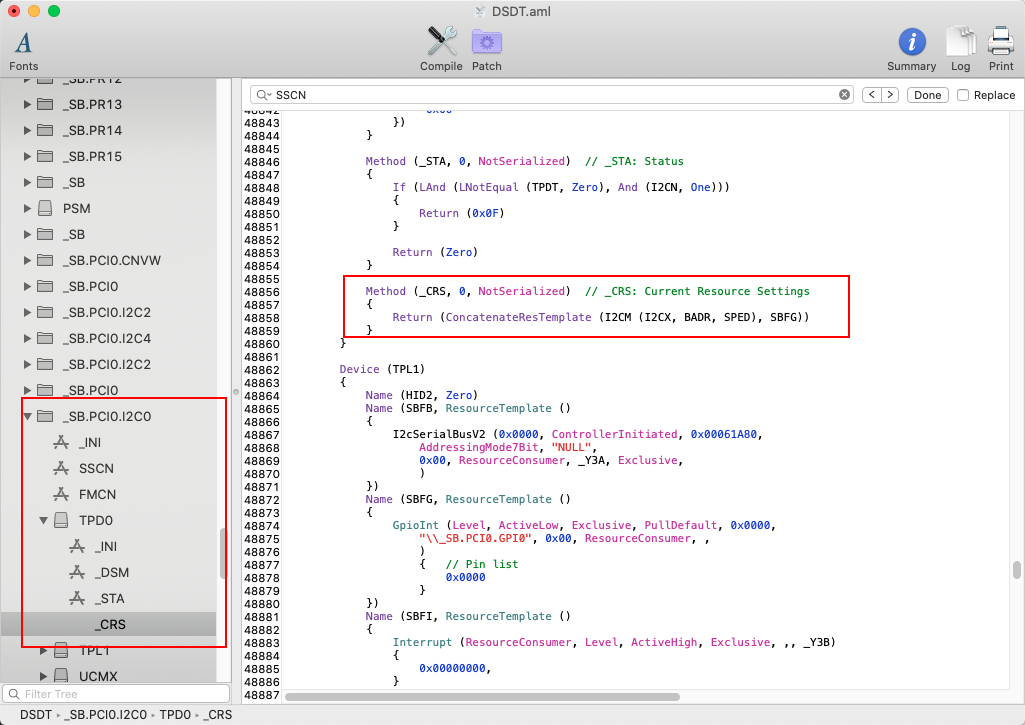 DSDT.aml
Fonts
Compile
Patch
Summary
Log
Print
_SB.PR12
_SB.PR13
_SB.PR14
_SB.PR15
_SB
PSM
_SB
_SB.PCI0.CNVW
_SB.PCI0
_SB.PCI0.I2C2
_SB.PCI0.I2C4
_SB.PCI0.I2C2
_SB.PCI0
_SB.PCI0.I2C0
_INI
SSCN
FMCN
TPD0
_INI
_DSM
_STA
_CRS
TPL1
UCMX
Filter Tree
SSCN
< >
Done
Replace
48842 0x00
48843 })
48844 }
48845
48846 Method (_STA, 0, NotSerialized)  // _STA: Status
48847 {
48848 If (LAnd (LNotEqual (TPDT, Zero), And (I2CN, One)))
48849 {
48850 Return (0x0F)
48851 }
48852
48853 Return (Zero)
48854 }
48855
48856 Method (_CRS, 0, NotSerialized)  // _CRS: Current Resource Settings
48857 {
48858 Return (ConcatenateResTemplate (I2CM (I2CX, BADR, SPED), SBFG))
48859 }
48860 }
48861
48862 Device (TPL1)
48863 {
48864 Name (HID2, Zero)
48865 Name (SBFB, ResourceTemplate ()
48866 {
48867 I2cSerialBusV2 (0x0000, ControllerInitiated, 0x00061A80,
48868 AddressingMode7Bit, "NULL",
48869 0x00, ResourceConsumer, _Y3A, Exclusive,
48870 )
48871 })
48872 Name (SBFG, ResourceTemplate ()
48873 {
48874 GpioInt (Level, ActiveLow, Exclusive, PullDefault, 0x0000,
48875 "\\_SB.PCI0.GPI0", 0x00, ResourceConsumer, ,
48876 )
48877 {   // Pin list
48878 0x0000
48879 }
48880 })
48881 Name (SBFI, ResourceTemplate ()
48882 {
48883 Interrupt (ResourceConsumer, Level, ActiveHigh, Exclusive, ,, _Y3B)
48884 {
48885 0x00000000,
48886 }
48887
DSDT › _SB.PCI0.I2C0 › TPD0 › _CRS